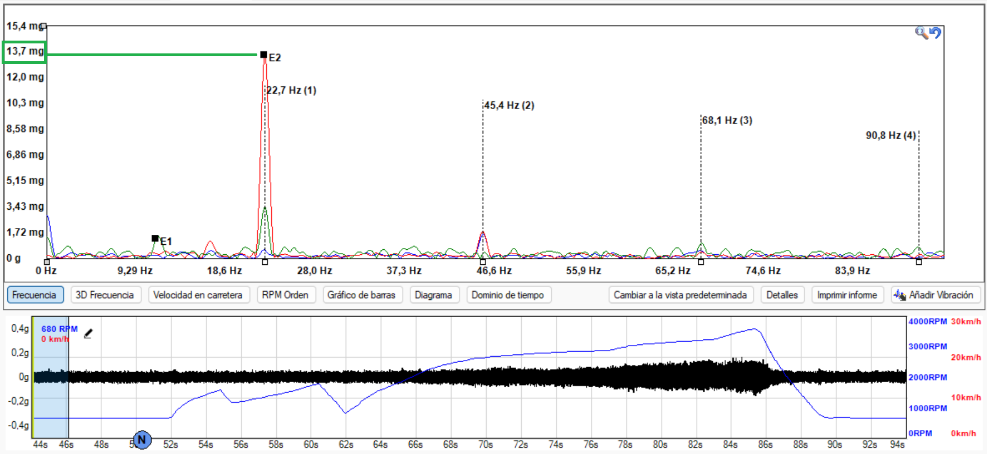 15,4 mg
13,7 mg
E2
12,0 mg
22,7 Hz (1)
10,3 mg
45,4 Hz (2)
8,58 mg
68,1 Hz (3)
90,8 Hz (4)
6,86 mg
5,15 mg
3,43 mg
1,72 mg
E1
0 g
0 Hz 9,29 Hz 18,6 Hz 28,0 Hz 37,3 Hz 46,6 Hz 55,9 Hz 65,2 Hz 74,6 Hz 83,9 Hz
Frecuencia 3D Frecuencia Velocidad en carretera RPM Orden Gráfico de barras Diagrama Dominio de tiempo Cambiar a la vista predeterminada Detalles Imprimir informe Añadir Vibración
4000RPM 30km/h
0,4g 680 RPM
0 km/h
3000RPM
0,2g 20km/h
0g 2000RPM
-0,2g 10km/h
1000RPM
-0,4g
0RPM 0km/h
N
44s 46s 48s 52s 54s 56s 58s 60s 62s 64s 66s 68s 70s 72s 74s 76s 78s 80s 82s 84s 86s 88s 90s 92s 94s